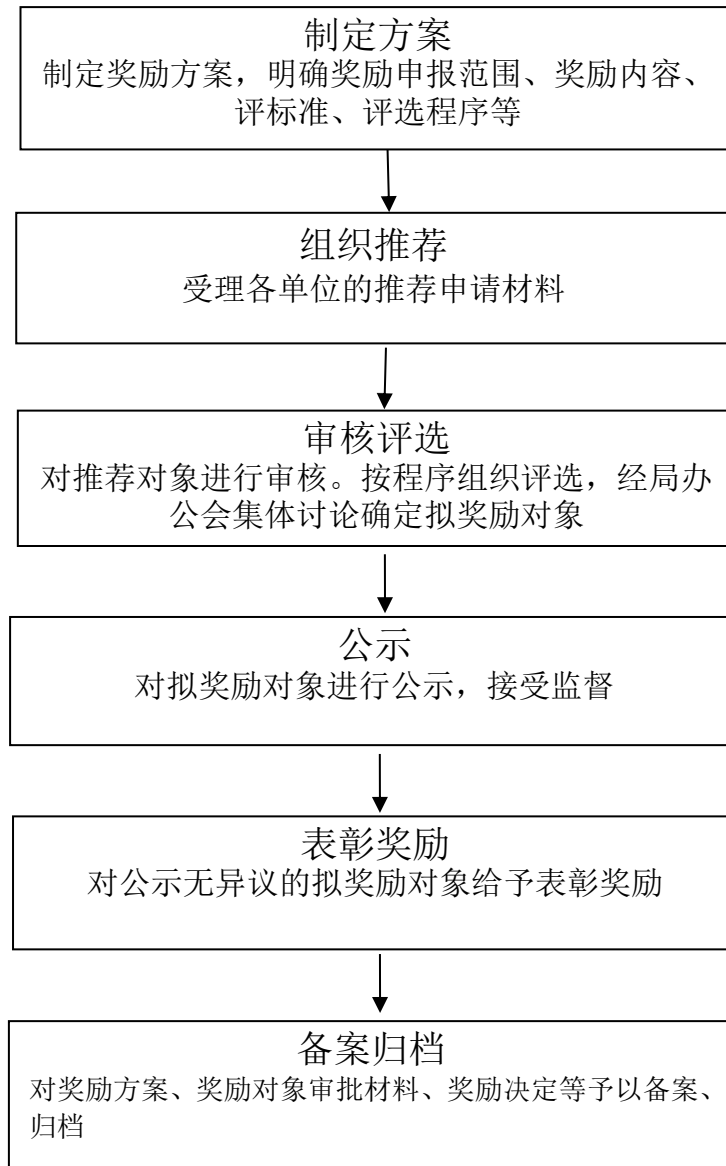 制定方案
制定奖励方案，明确奖励申报范围、奖励内容、
评标准、评选程序等
组织推荐
受理各单位的推荐申请材料
审核评选
对推荐对象进行审核。按程序组织评选，经局办
公会集体讨论确定拟奖励对象
公示
对拟奖励对象进行公示，接受监督
表彰奖励
对公示无异议的拟奖励对象给予表彰奖励
备案归档
对奖励方案、奖励对象审批材料、奖励决定等予以备案、
归档